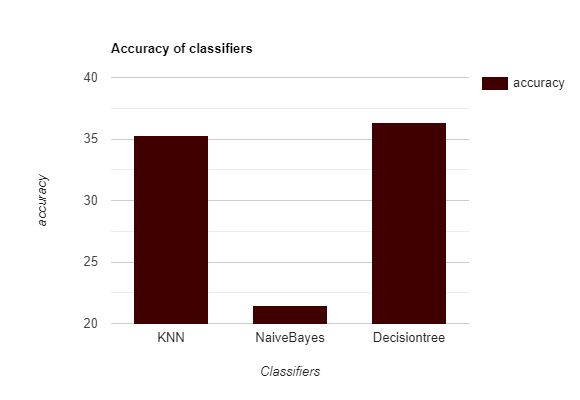 Accuracy of classifiers
40
35
30
25
20
accuracy
accuracy
KNN NaiveBayes Decisiontree
Classifiers